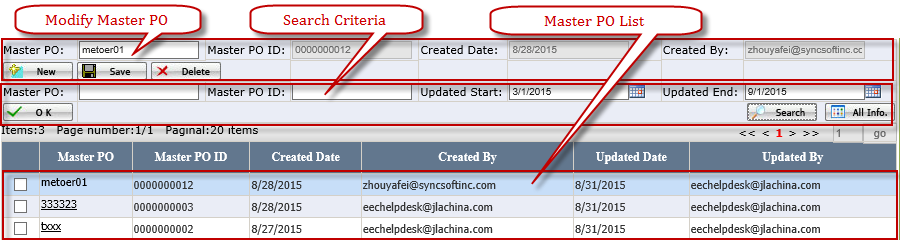 Modify Master PO Search Criteria Master PO List
Master PO: metoer01 Master PO ID: 0000000012 Created Date: 8/28/2015 Created By: zhouyafei@syncsoftinc.cc
New Save Delete
Master PO: Master PO ID: Updated Start: 3/1/2015 Updated End: 9/1/2015
O K Search All Info.
Items:3 Page number:1/1 Paginal:20 items << < 1 > >> 1 go
Master PO Master PO ID Created Date Created By Updated Date Updated By
metoer01 0000000012 8/28/2015 zhouyafei@syncsoftinc.com 8/31/2015 eechelpdesk@jlachina.com
333323 0000000003 8/28/2015 eechelpdesk@jlachina.com 8/31/2015 eechelpdesk@jlachina.com
txxx 0000000002 8/27/2015 eechelpdesk@jlachina.com 8/31/2015 eechelpdesk@jlachina.com